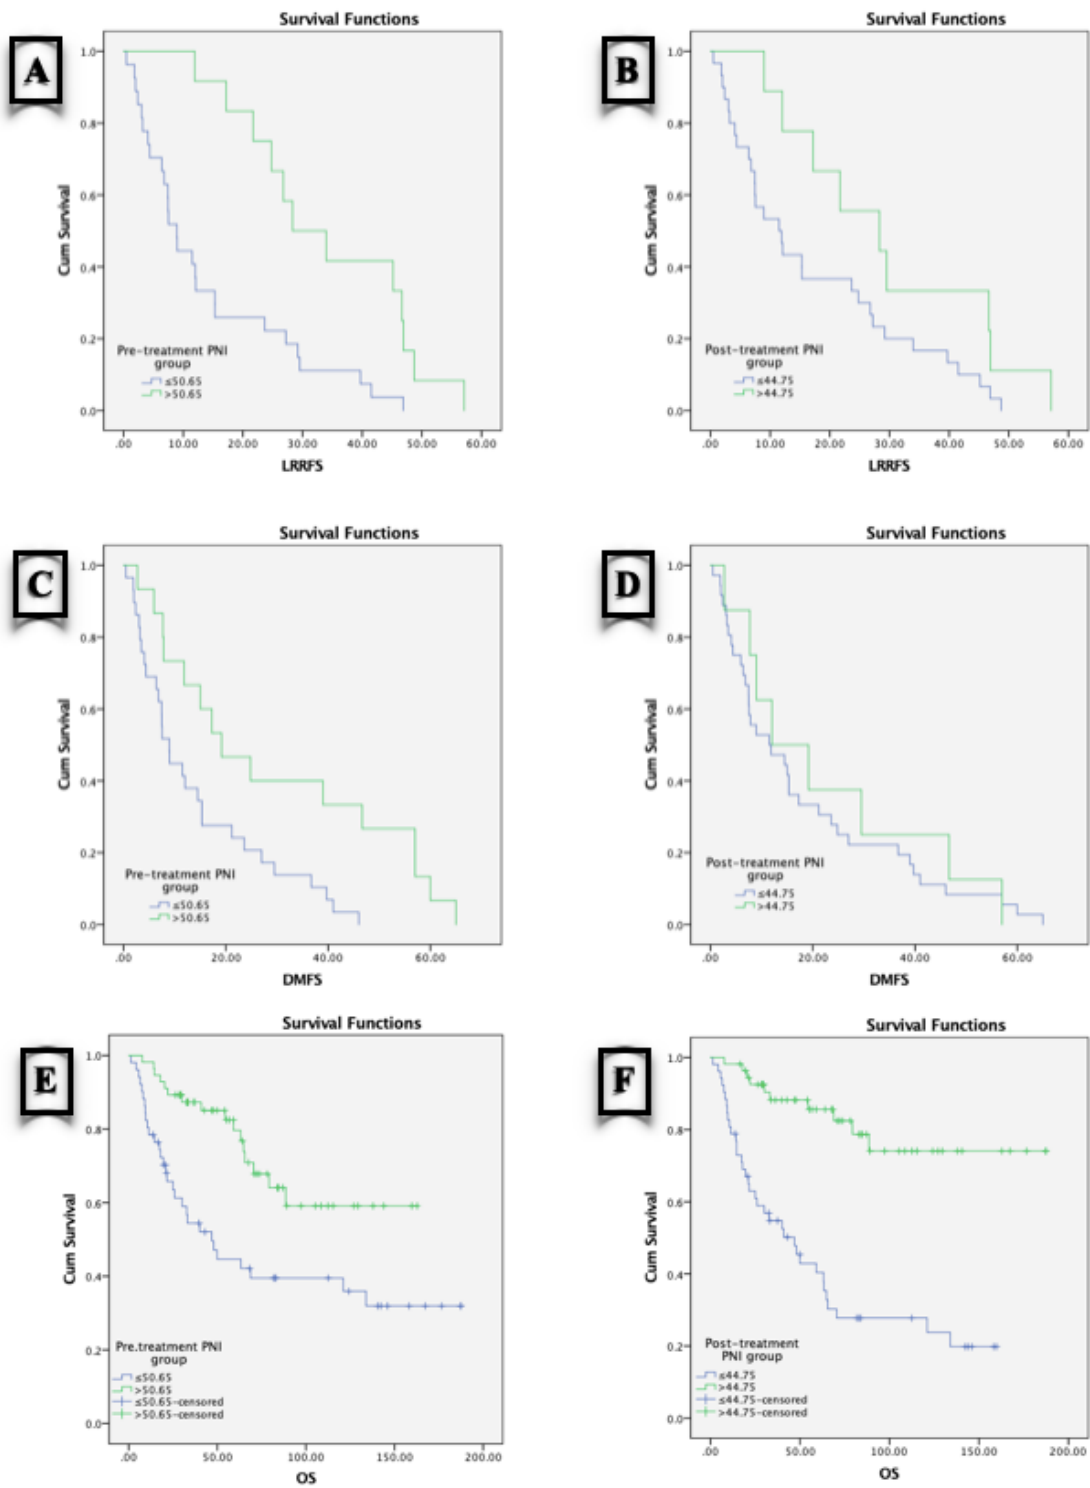 A
Survival Functions
Cum Survival
1.0
0.8
0.6
0.4
0.2
0.0
Pre-treatment PNI
group
≤50.65
>50.65
.00 10.00 20.00 30.00 40.00 50.00 60.00
LRRFS
B
Survival Functions
Cum Survival
1.0
0.8
0.6
0.4
0.2
0.0
Post-treatment PNI
group
≤44.75
>44.75
.00 10.00 20.00 30.00 40.00 50.00 60.00
LRRFS
C
Survival Functions
Cum Survival
1.0
0.8
0.6
0.4
0.2
0.0
Pre-treatment PNI
group
≤50.65
>50.65
.00 20.00 40.00 60.00
DMFS
D
Survival Functions
Cum Survival
1.0
0.8
0.6
0.4
0.2
0.0
Post-treatment PNI
group
≤44.75
>44.75
.00 20.00 40.00 60.00
DMFS
E
Survival Functions
Cum Survival
1.0
0.8
0.6
0.4
0.2
0.0
Pre.treatment PNI
group
≤50.65
>50.65
≤50.65-censored
>50.65-censored
.00 50.00 100.00 150.00 200.00
OS
F
Survival Functions
Cum Survival
1.0
0.8
0.6
0.4
0.2
0.0
Post-treatment
PNI group
≤44.75
>44.75
≤44.75-censored
>44.75-censored
.00 50.00 100.00 150.00 200.00
OS